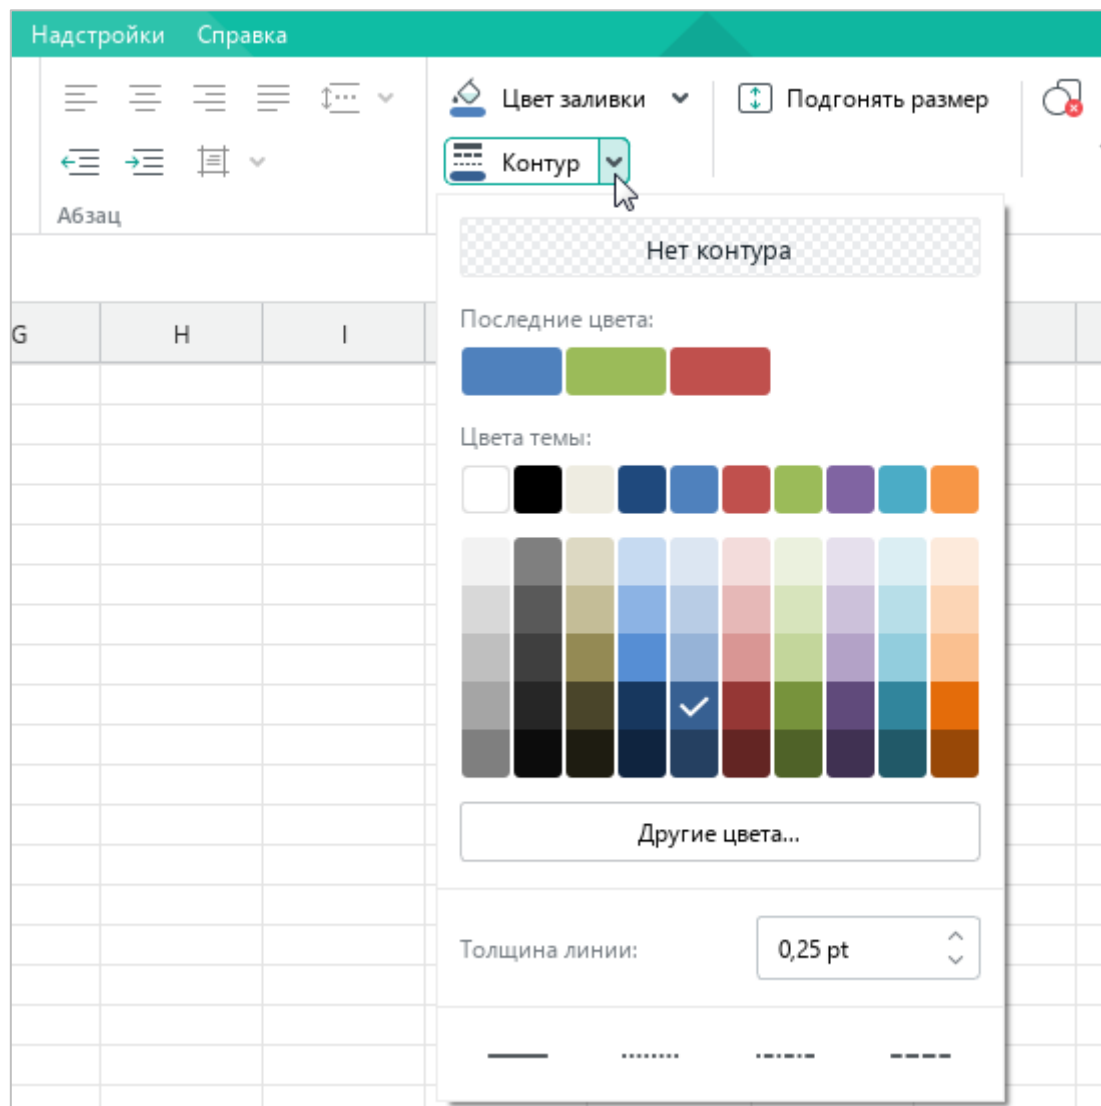 Надстройки Справка
Цвет заливки Подгонять размер
Контур
Абзац
Нет контура
G H I
Последние цвета:
Цвета темы:
Другие цвета...
Толщина линии: 0,25 pt